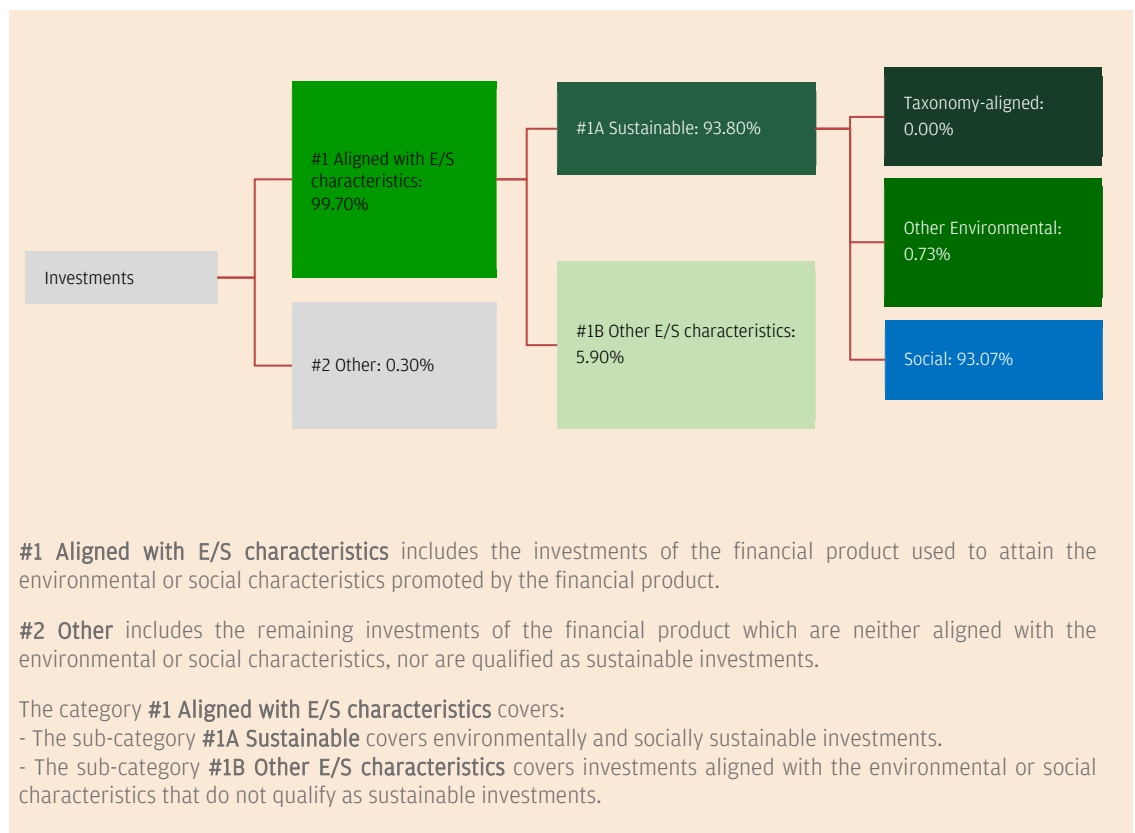 Investments
#1 Aligned with E/S
characteristics:
99.70%
#2 Other: 0.30%
#1A Sustainable: 93.80%
#1B Other E/S characteristics:
5.90%
Taxonomy-aligned:
0.00%
Other Environmental:
0.73%
Social: 93.07%
#1 Aligned with E/S characteristics includes the investments of the financial product used to attain the
environmental or social characteristics promoted by the financial product.
#2 Other includes the remaining investments of the financial product which are neither aligned with the
environmental or social characteristics, nor are qualified as sustainable investments.
The category #1 Aligned with E/S characteristics covers:
- The sub-category #1A Sustainable covers environmentally and socially sustainable investments.
- The sub-category #1B Other E/S characteristics covers investments aligned with the environmental or social
characteristics that do not qualify as sustainable investments.